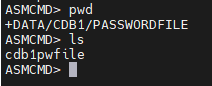 ASMCMD> pwd
+DATA/CDB1/PASSWORDFILE
ASMCMD> ls
cdb1pwfile
ASMCMD>